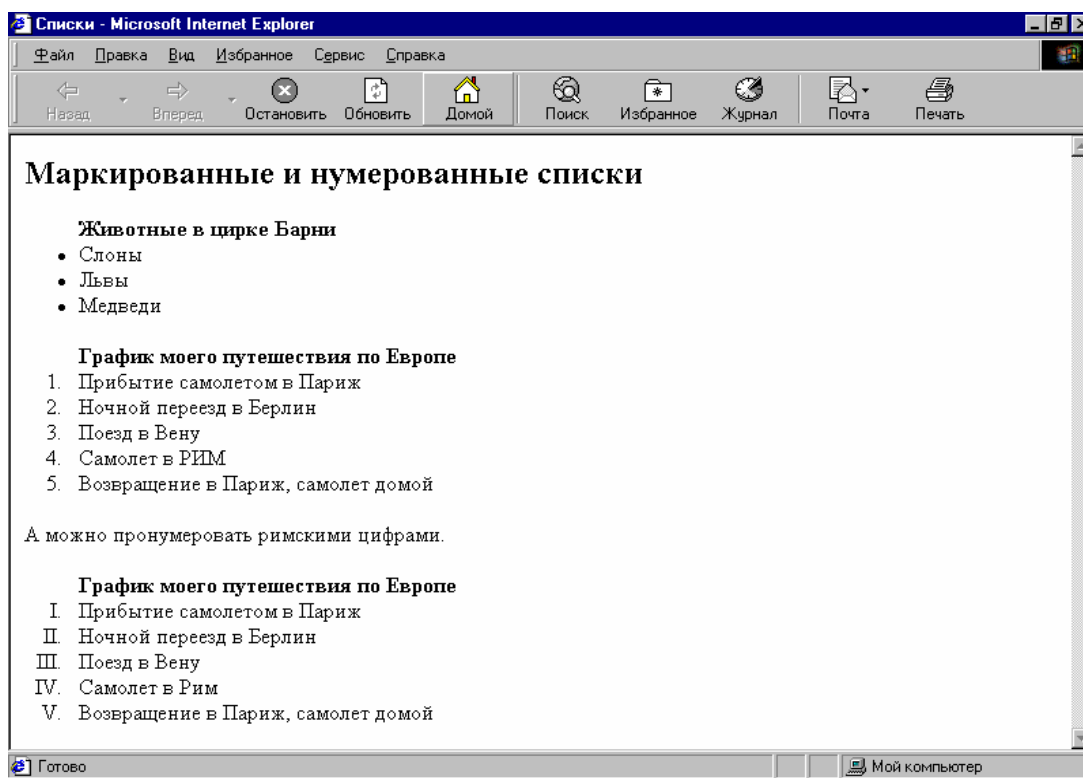 Списки - Microsoft Internet Explorer
Файл Правка Вид Избранное Сервис Справка
Назад Вперед Остановить Обновить Домой Поиск Избранное Журнал Почта Печать
Маркированные и нумерованные списки
Животные в цирке Барни
• Слоны
• Львы
• Медведи
График моего путешествия по Европе
1. Прибытие самолетом в Париж
2. Ночной переезд в Берлин
3. Поезд в Вену
4. Самолет в РИМ
5. Возвращение в Париж, самолет домой
А можно пронумеровать римскими цифрами.
График моего путешествия по Европе
I. Прибытие самолетом в Париж
II. Ночной переезд в Берлин
III. Поезд в Вену
IV. Самолет в Рим
V. Возвращение в Париж, самолет домой
Готово Мой компьютер